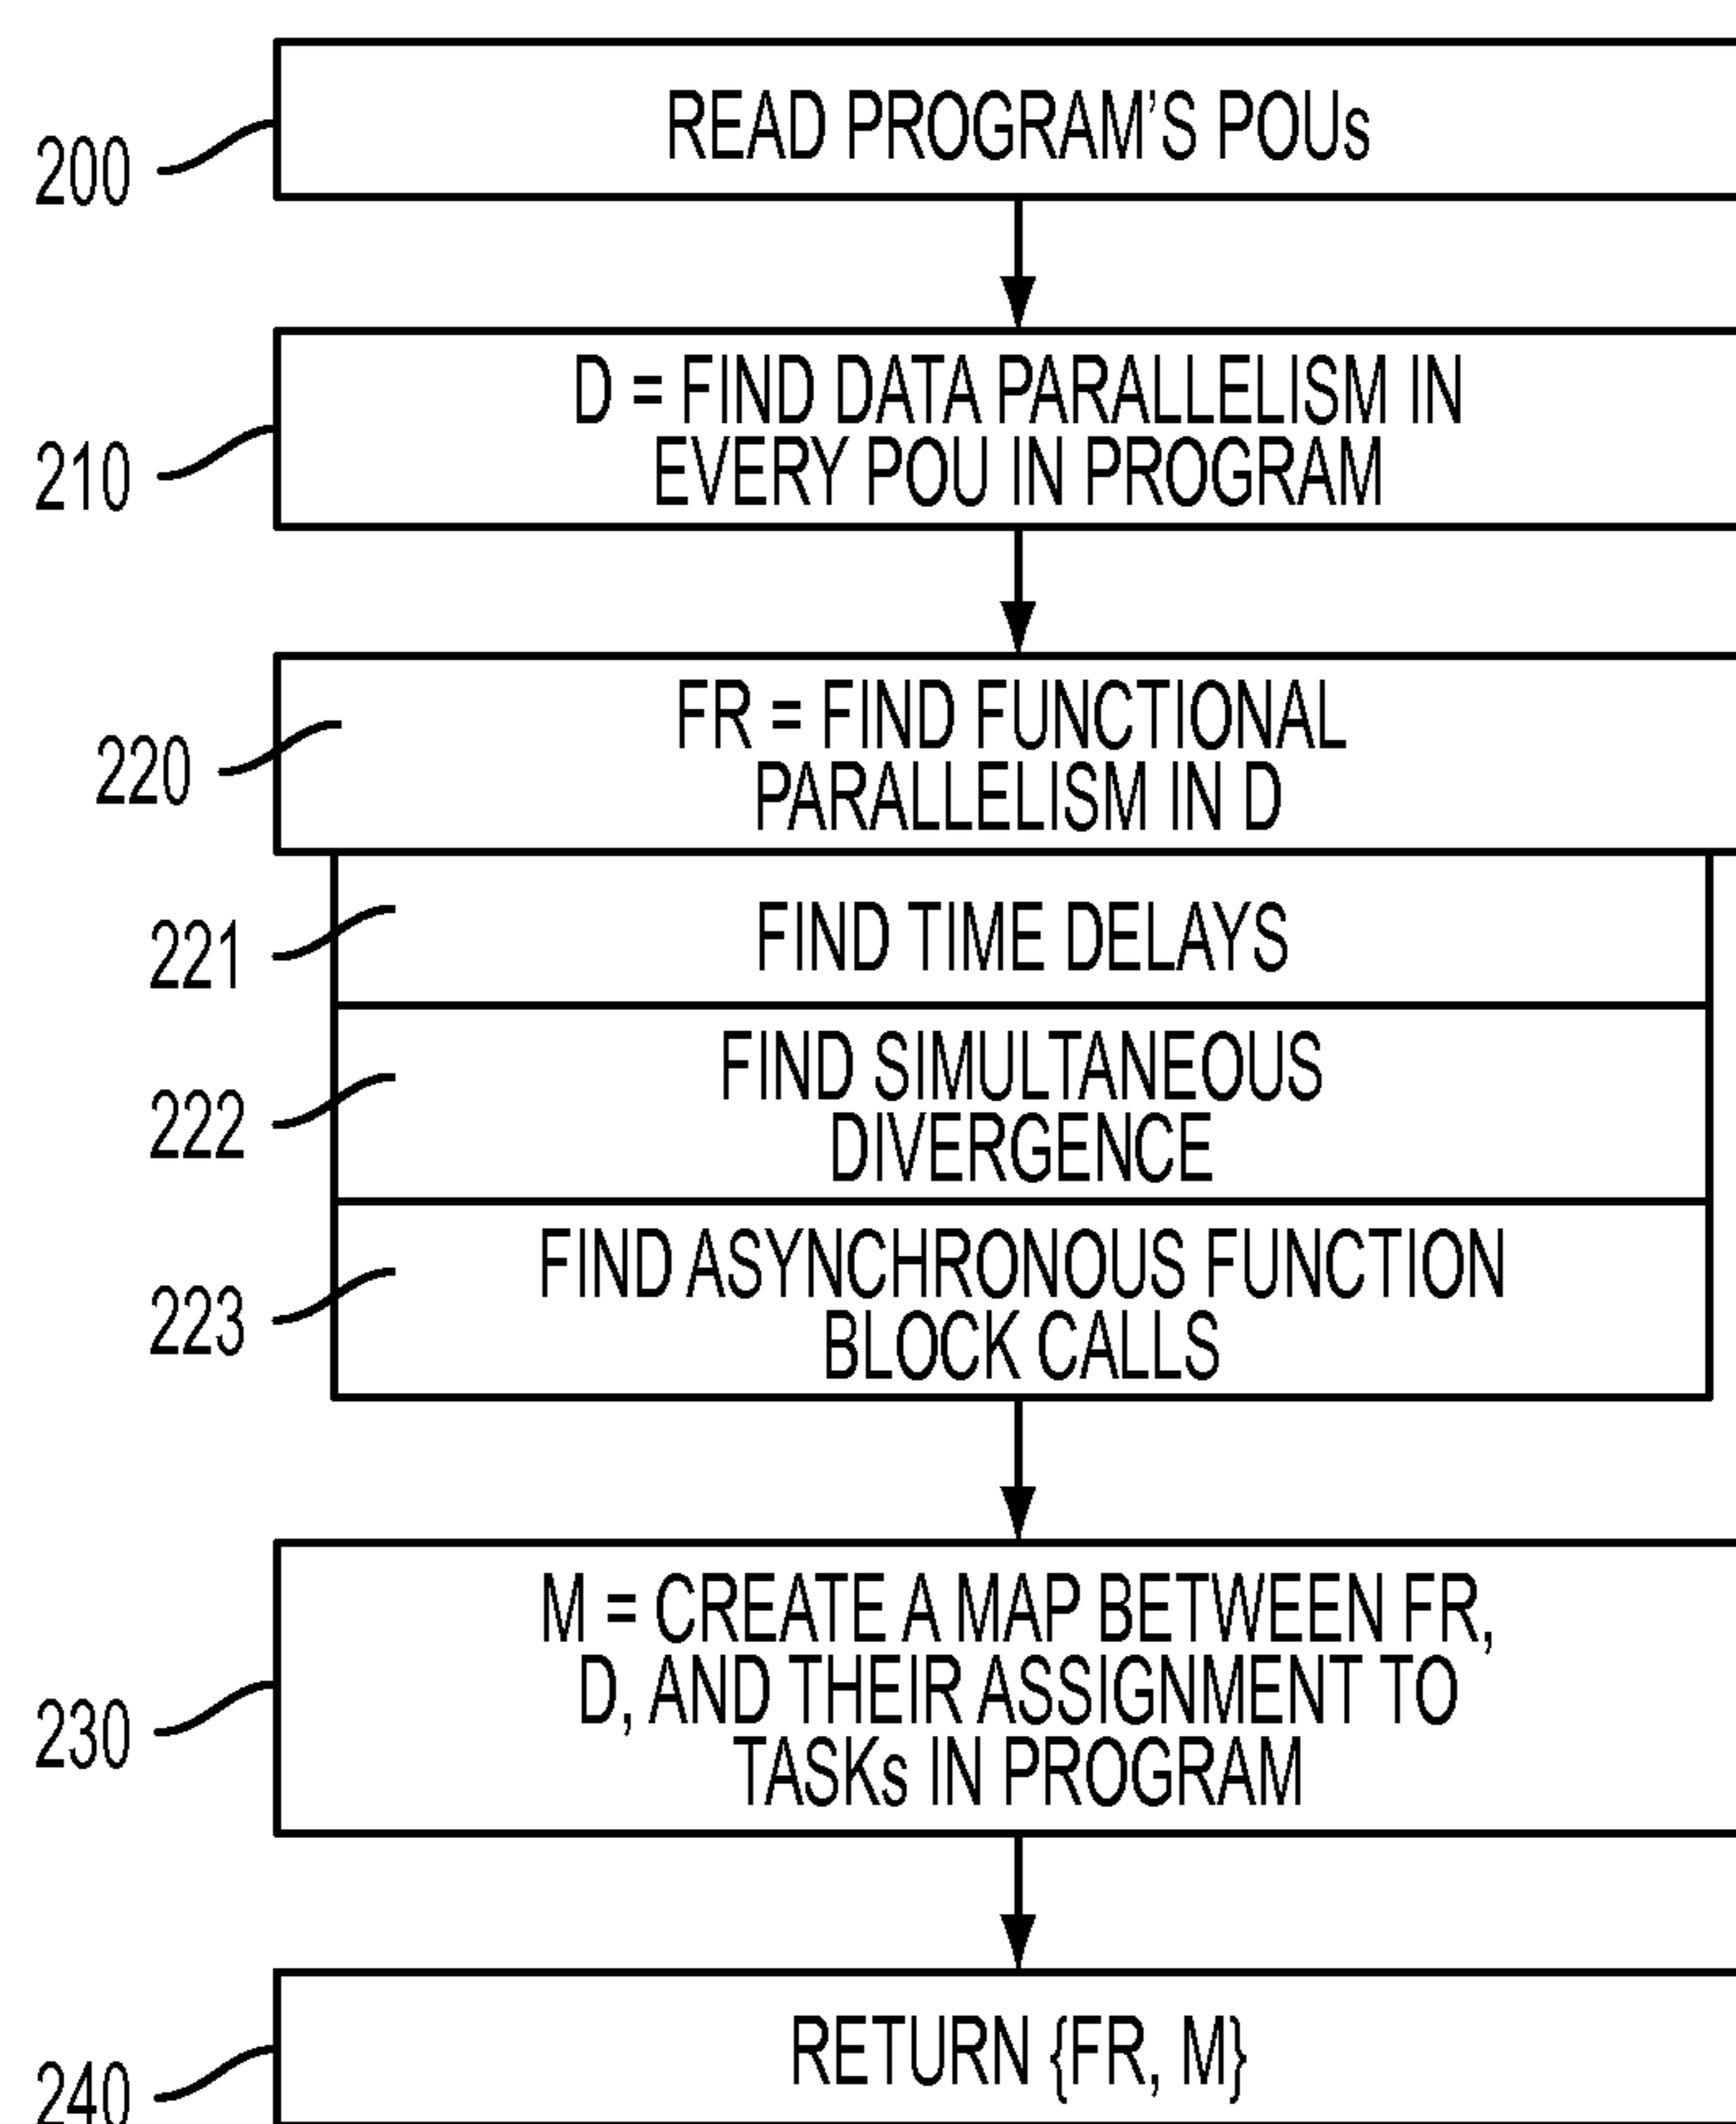 READ PROGRAM'S POUs
200
D = FIND DATA PARALLELISM IN
EVERY POU IN PROGRAM
210
FR = FIND FUNCTIONAL
PARALLELISM IN D
220
FIND TIME DELAYS
221
FIND SIMULTANEOUS
DIVERGENCE
222
FIND ASYNCHRONOUS FUNCTION
BLOCK CALLS
223
M = CREATE A MAP BETWEEN FR,
D, AND THEIR ASSIGNMENT TO
TASKs IN PROGRAM
230
RETURN {FR, M}
240